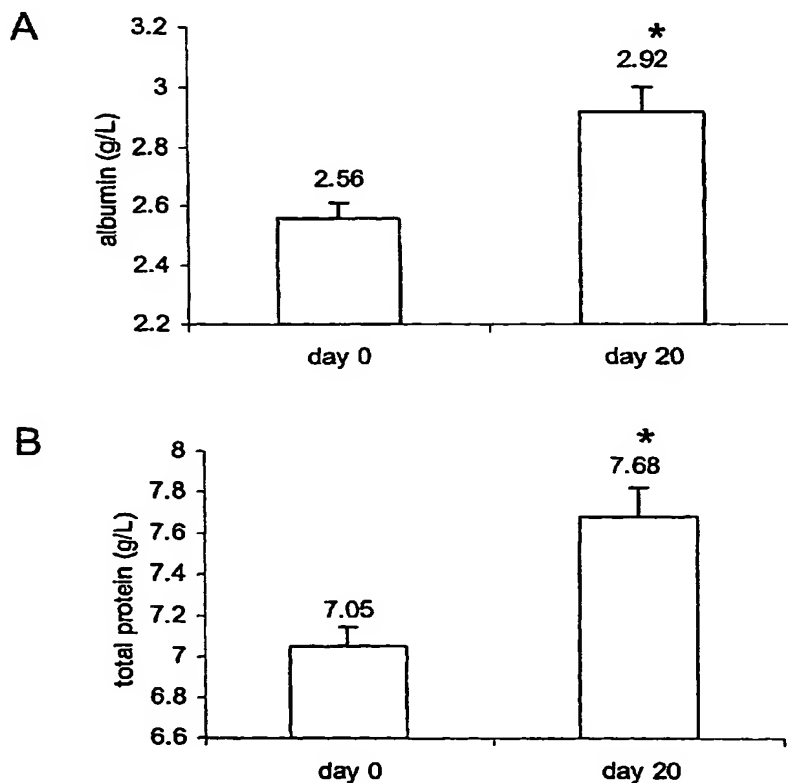 A
albumin (g/L)
3.2
3
2.8
2.6
2.4
2.2
2.56
*
2.92
day 0
day 20
B
total protein (g/L)
8
7.8
7.6
7.4
7.2
7
6.8
6.6
7.05
*
7.68
day 0
day 20